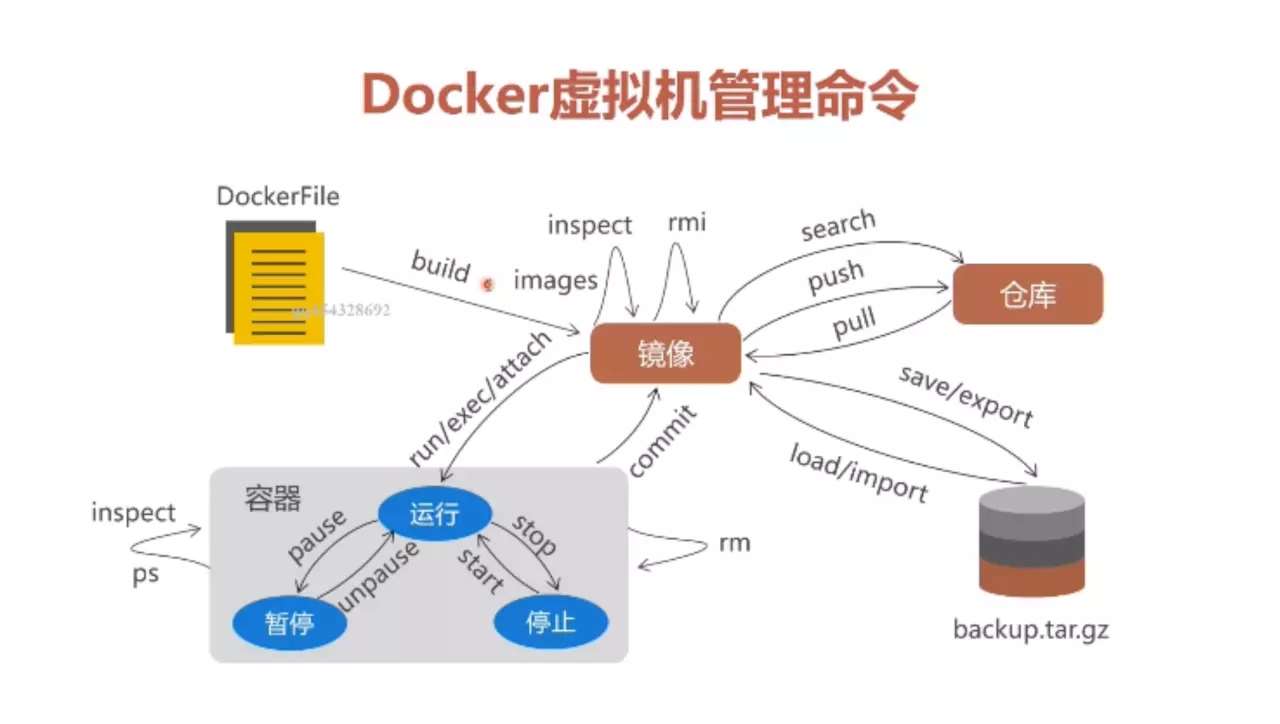 Docker虚拟机管理命令
DockerFile
build
images
inspect
rmi
search
push
pull
仓库
镜像
run/exec/attach
commit
save/export
load/import
backup.tar.gz
容器
运行
pause
unpause
stop
start
暂停
停止
inspect
ps
rm